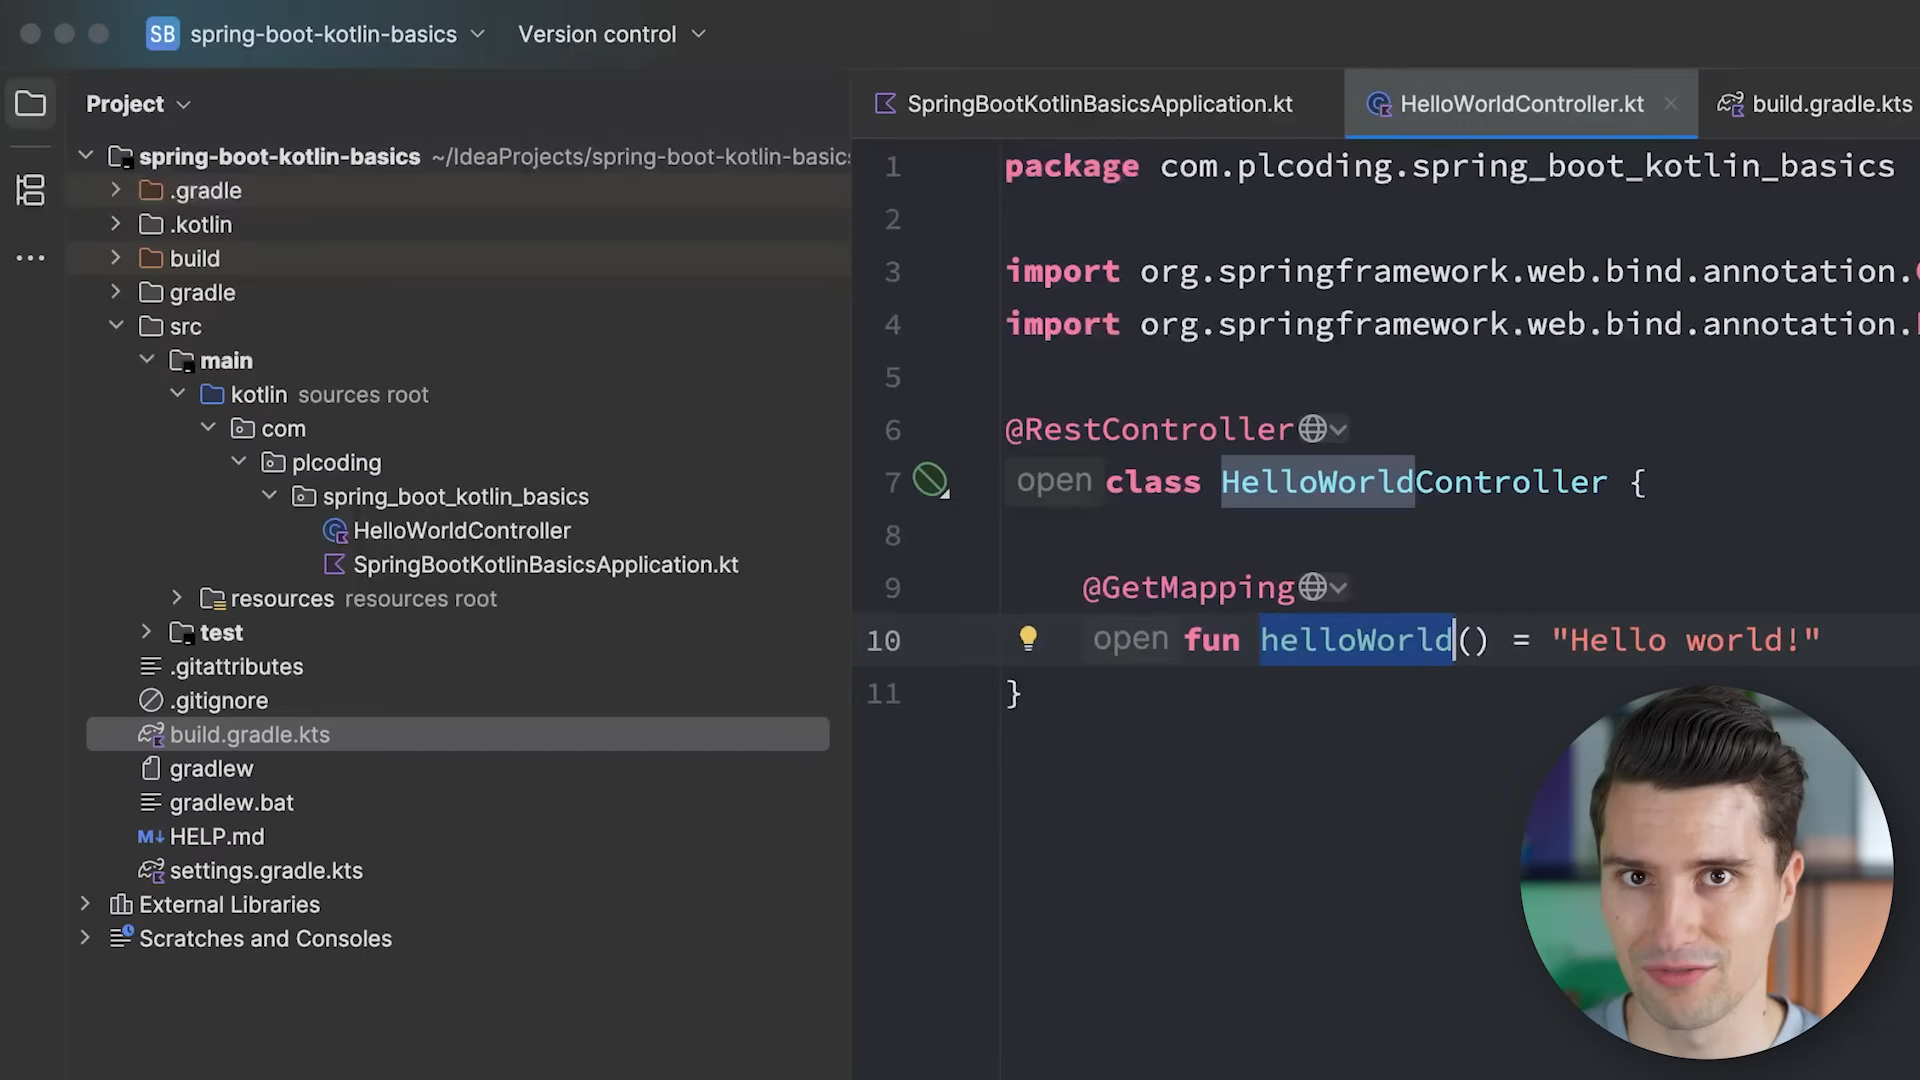 SB spring-boot-kotlin-basics Version control
Project
spring-boot-kotlin-basics ~/IdeaProjects/spring-boot-kotlin-basics
.gradle
.kotlin
build
gradle
src
main
kotlin sources root
com
plcoding
spring_boot_kotlin_basics
HelloWorldController
SpringBootKotlinBasicsApplication.kt
resources resources root
test
.gitattributes
.gitignore
build.gradle.kts
gradlew
gradlew.bat
M↓ HELP.md
settings.gradle.kts
External Libraries
Scratches and Consoles
SpringBootKotlinBasicsApplication.kt HelloWorldController.kt build.gradle.kts
1 package com.plcoding.spring_boot_kotlin_basics
2
3 import org.springframework.web.bind.annotation.
4 import org.springframework.web.bind.annotation.
5
6 @RestController
7 open class HelloWorldController {
8
9 @GetMapping
10 open fun helloWorld() = "Hello world!"
11 }